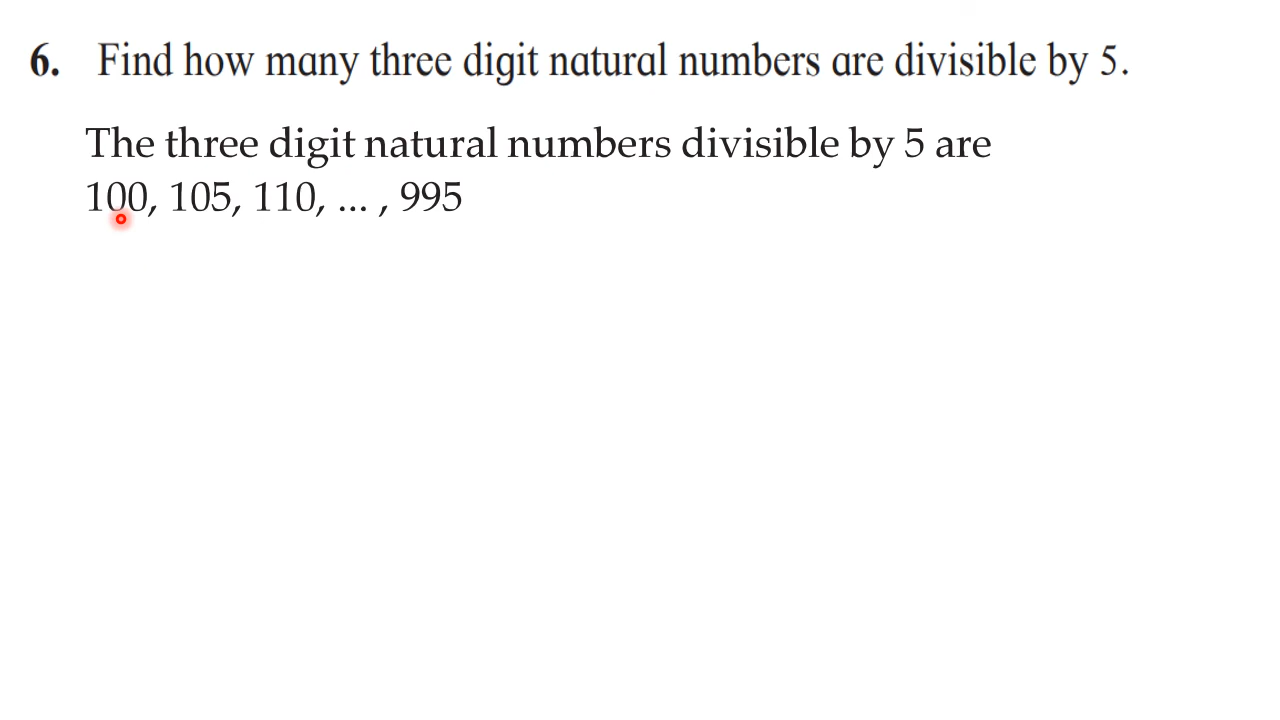 6. Find how many three digit natural numbers are divisible by 5.
The three digit natural numbers divisible by 5 are
100, 105, 110, ... , 995